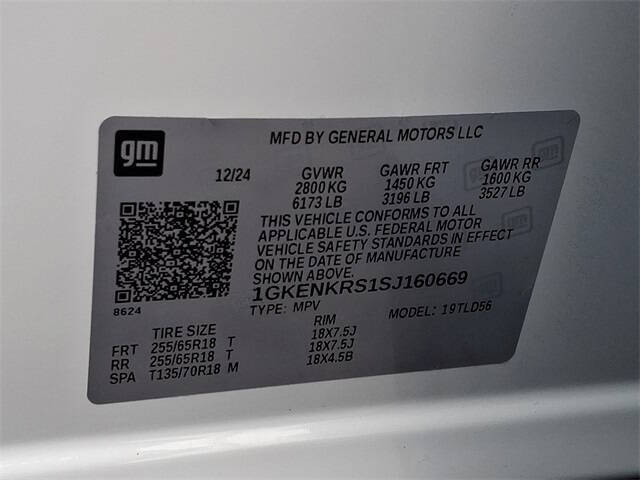 gm
MFD BY GENERAL MOTORS LLC
12/24 GVWR GAWR FRT GAWR RR
2800 KG 1450 KG 1600 KG
6173 LB 3196 LB 3527 LB
THIS VEHICLE CONFORMS TO ALL
APPLICABLE U.S. FEDERAL MOTOR
VEHICLE SAFETY STANDARDS IN EFFECT
ON THE DATE OF MANUFACTURE
SHOWN ABOVE.
1GKENKRS1SJ160669
8624
TYPE: MPV MODEL: 19TLD56
TIRE SIZE RIM
FRT 255/65R18 T 18X7.5J
RR 255/65R18 T 18X7.5J
SPA T135/70R18 M 18X4.5B